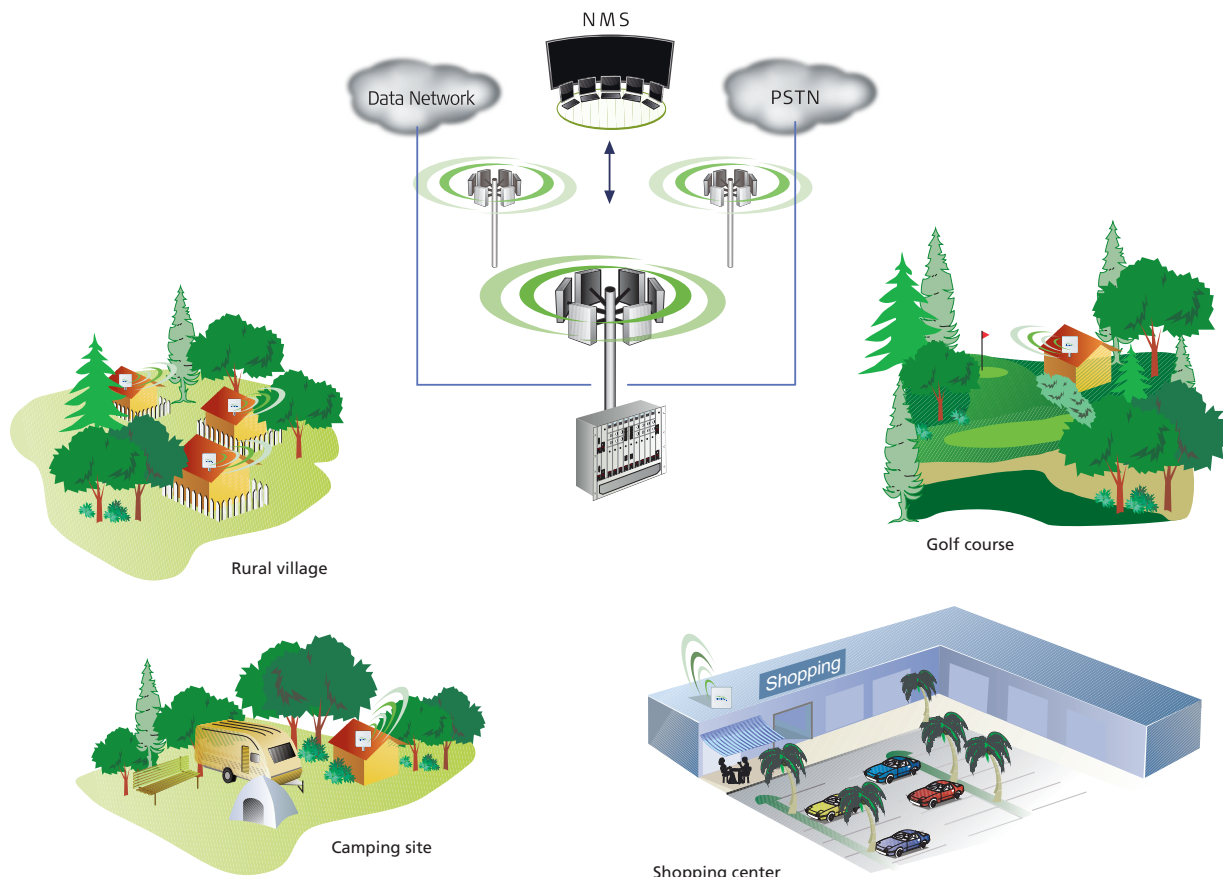 NMS
Data Network
PSTN
Rural village
Golf course
Shopping
Camping site
Shopping center